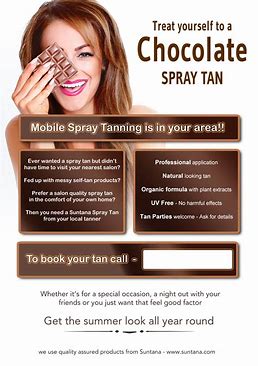 Treat yourself to a
Chocolate
SPRAY TAN
Mobile Spray Tanning is in your area!!
Ever wanted a spray tan but didn't
have time to visit your nearest salon?
Fed up with messy self-tan products?
Prefer a salon quality spray tan
in the comfort of your own home?
Then you need a Suntana Spray Tan
from your local tanner
Professional application
Natural looking tan
Organic formula with plant extracts
UV Free - No harmful effects
Tan Parties welcome - Ask for details
To book your tan call -
Whether it's for a special occasion, a night out with your
friends or you just want that feel good factor
Get the summer look all year round
we use quality assured products from Suntana - www.suntana.com